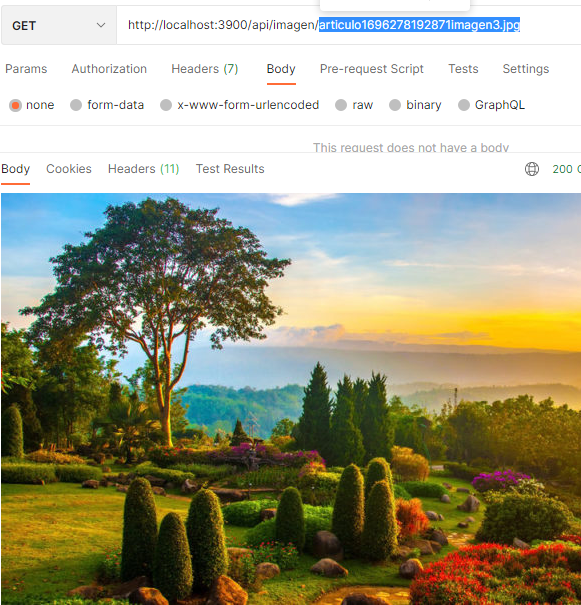 GET http://localhost:3900/api/imagen/articulo1696278192871imagen3.jpg
Params Authorization Headers (7) Body Pre-request Script Tests Settings
none form-data x-www-form-urlencoded raw binary GraphQL
This request does not have a body
Body Cookies Headers (11) Test Results 200